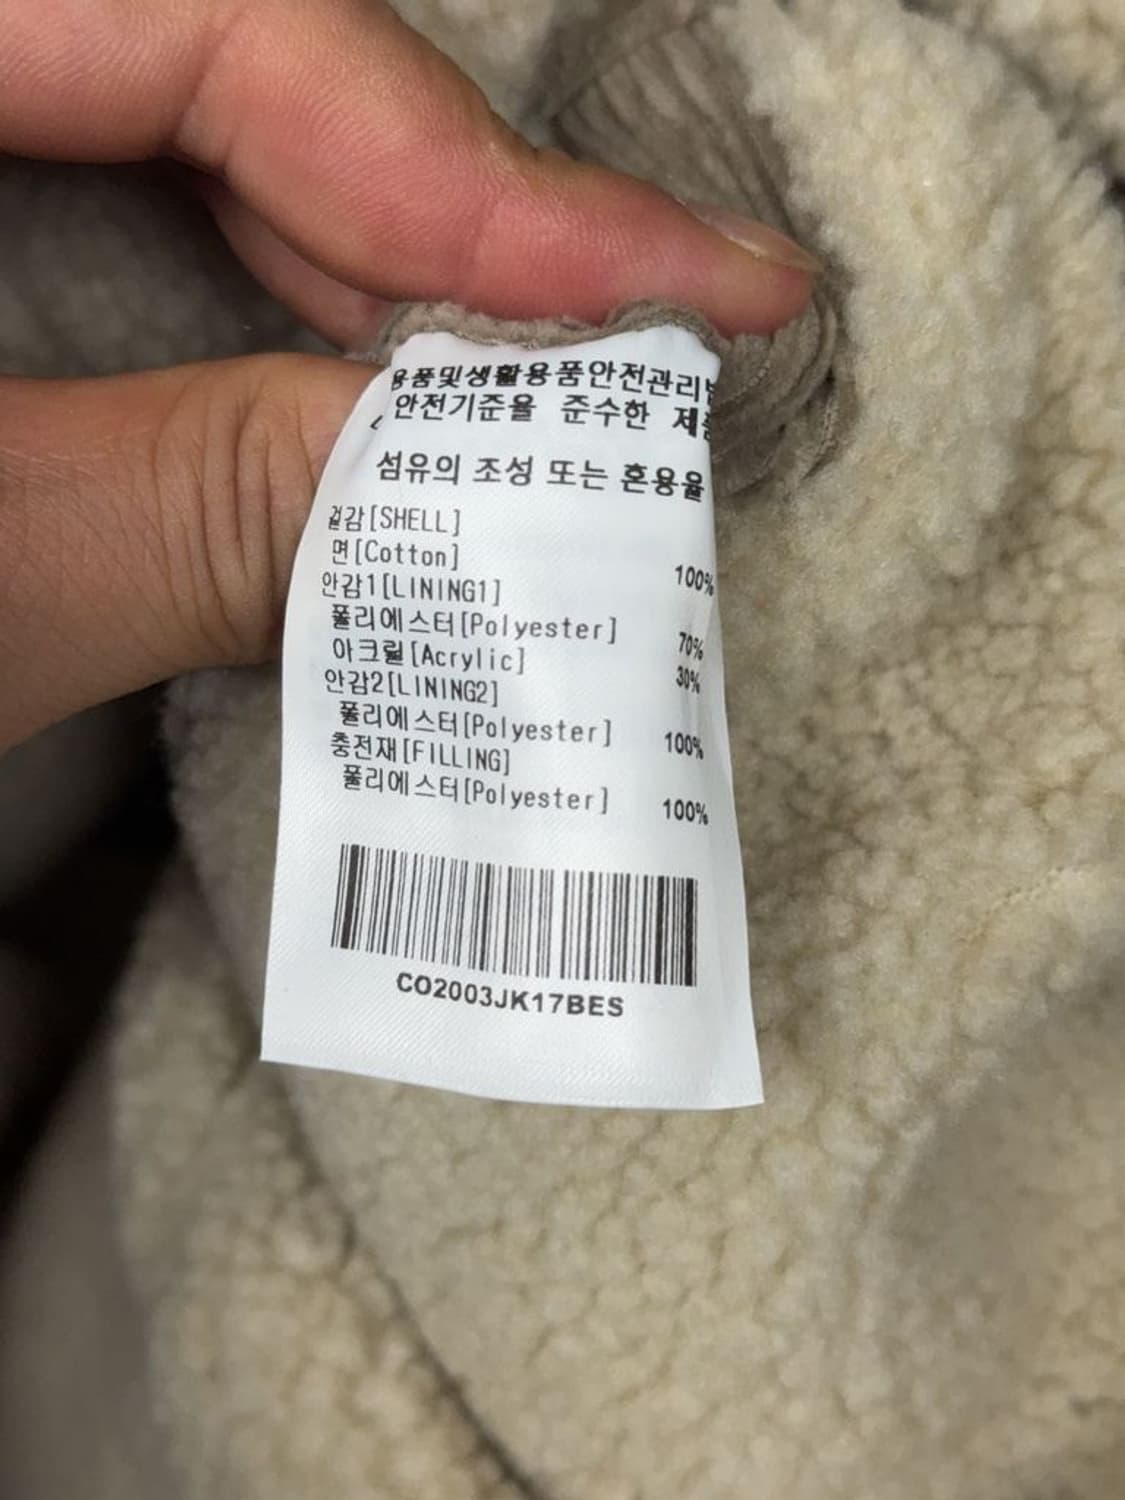 용품및생활용품안전관리법
안전기준율 준수한 제품
섬유의 조성 또는 혼용율
겉감[SHELL]
면[Cotton] 100%
안감1[LINING1]
폴리에스터[Polyester] 70%
아크릴[Acrylic] 30%
안감2[LINING2]
폴리에스터[Polyester] 100%
충전재[FILLING]
폴리에스터[Polyester] 100%
CO2003JK17BES